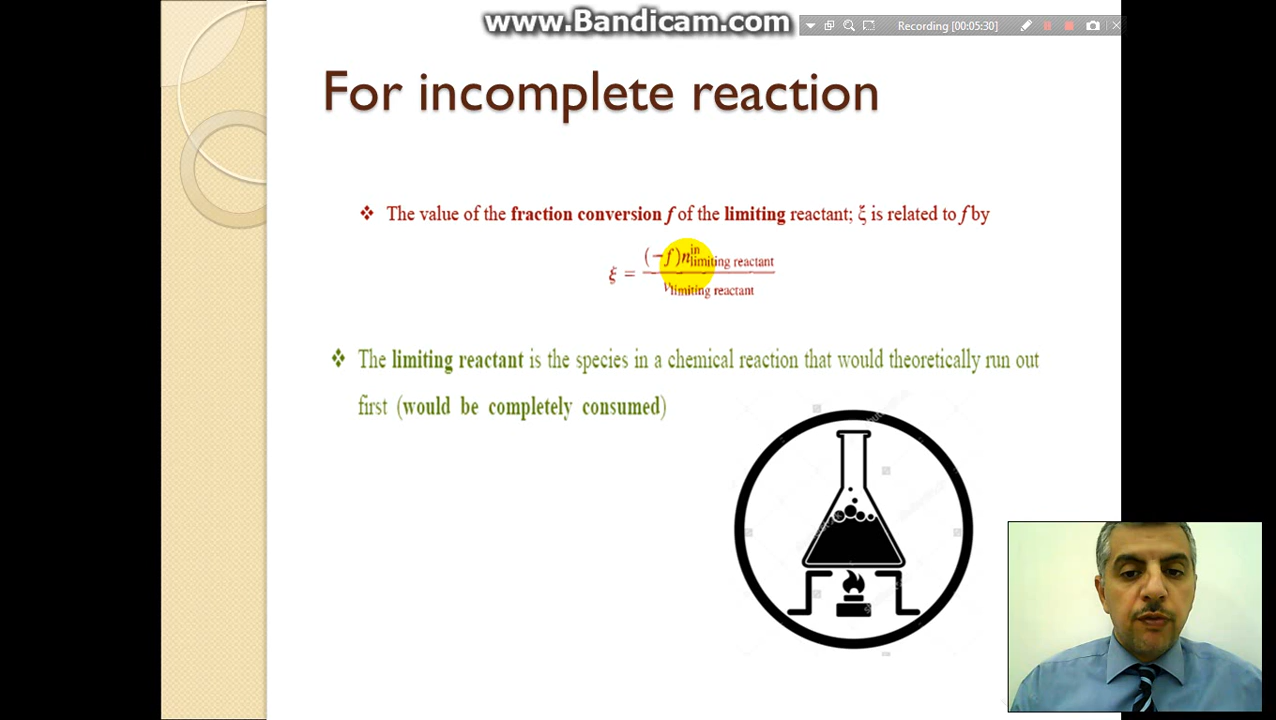 www.Bandicam.com
Recording [00:05:30]
For incomplete reaction
❖ The value of the fraction conversion f of the limiting reactant; ξ is related to f by
ξ = (−f)n^in_limiting reactant / ν_limiting reactant
❖ The limiting reactant is the species in a chemical reaction that would theoretically run out
first (would be completely consumed)